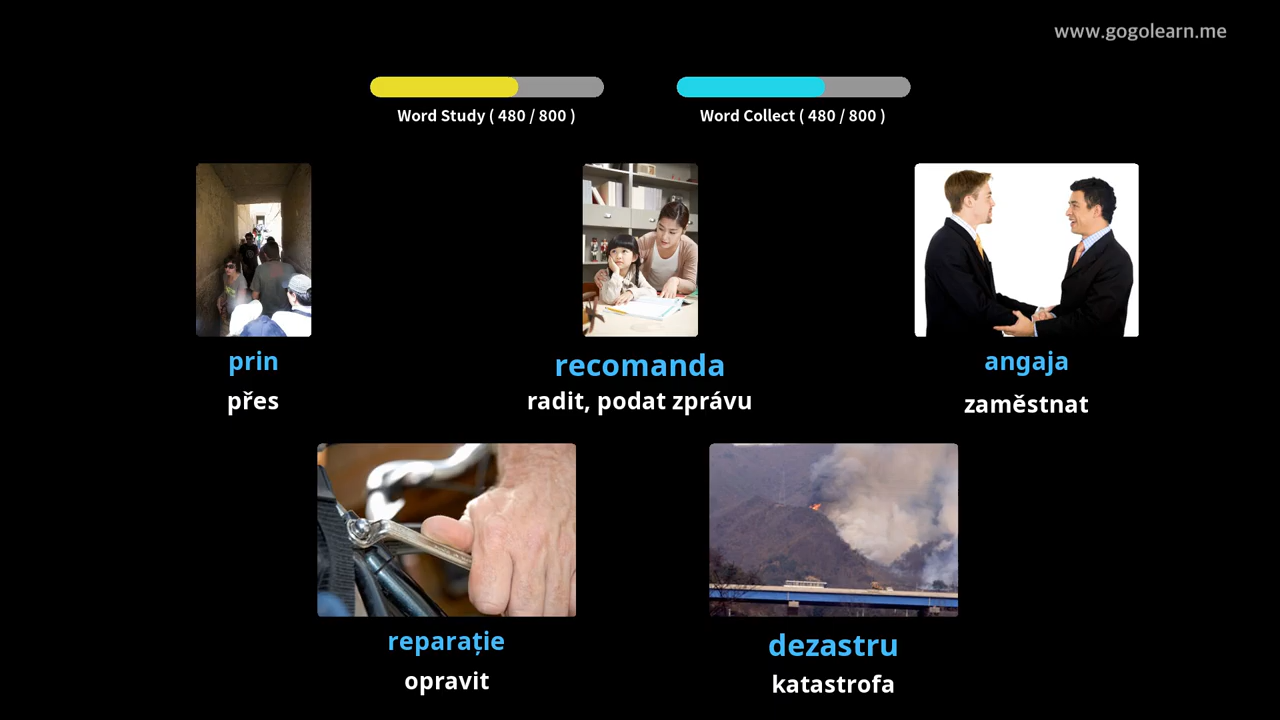 www.gogolearn.me
Word Study ( 480 / 800 )
Word Collect ( 480 / 800 )
prin
přes
recomanda
radit, podat zprávu
angaja
zaměstnat
reparație
opravit
dezastru
katastrofa